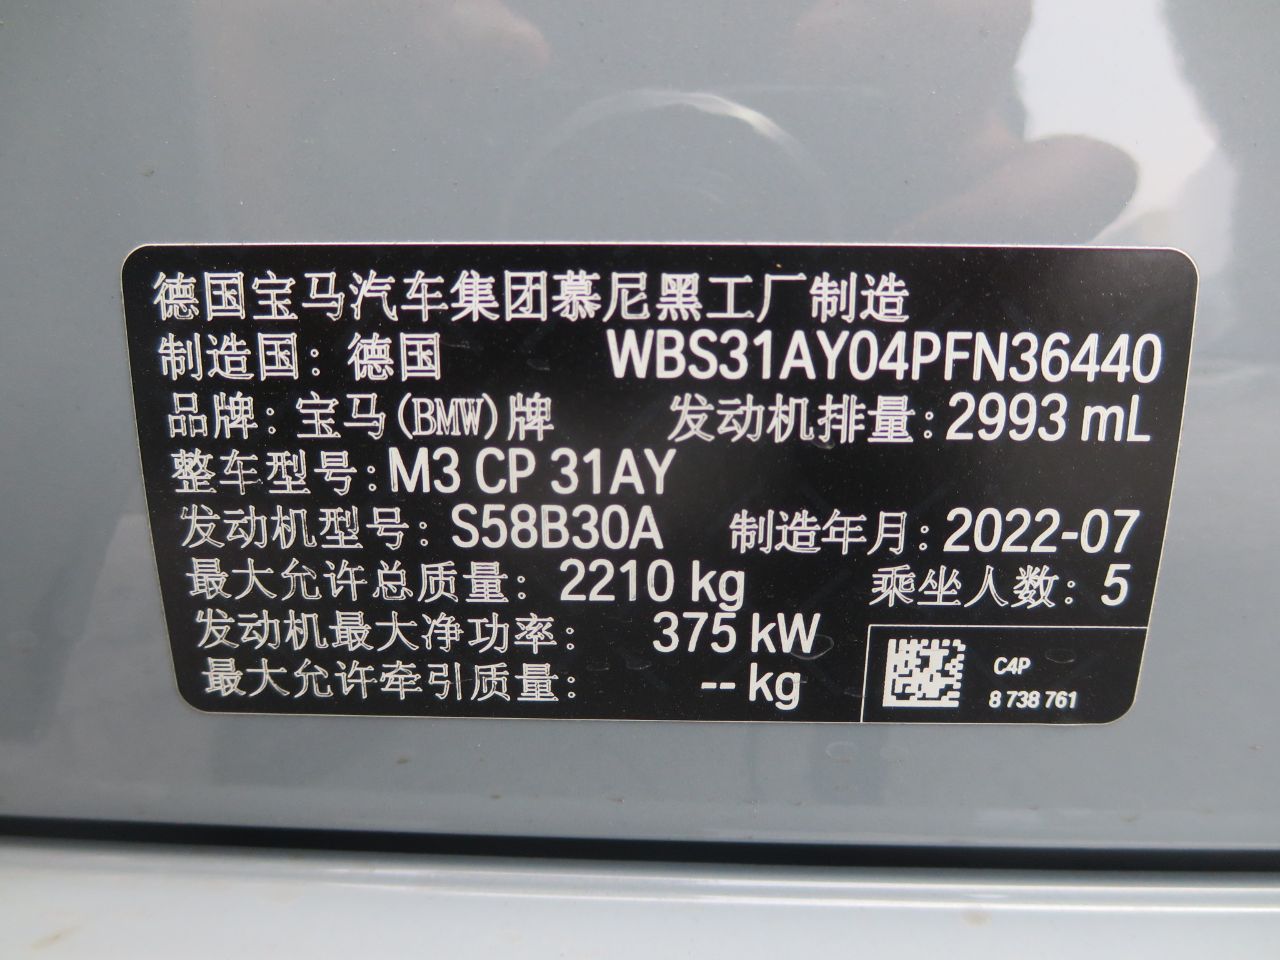 德国宝马汽车集团慕尼黑工厂制造
制造国：德国 WBS31AY04PFN36440
品牌：宝马(BMW)牌 发动机排量：2993 mL
整车型号：M3 CP 31AY
发动机型号：S58B30A 制造年月：2022-07
最大允许总质量：2210 kg 乘坐人数：5
发动机最大净功率：375 kW
最大允许牵引质量：-- kg
C4P
8 738 761